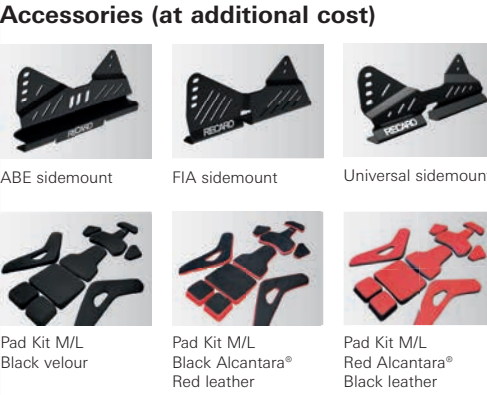 Accessories (at additional cost)
RECARO
RECARO
RECARO
ABE sidemount
FIA sidemount
Universal sidemoun
Pad Kit M/L
Black velour
Pad Kit M/L
Black Alcantara®
Red leather
Pad Kit M/L
Red Alcantara®
Black leather